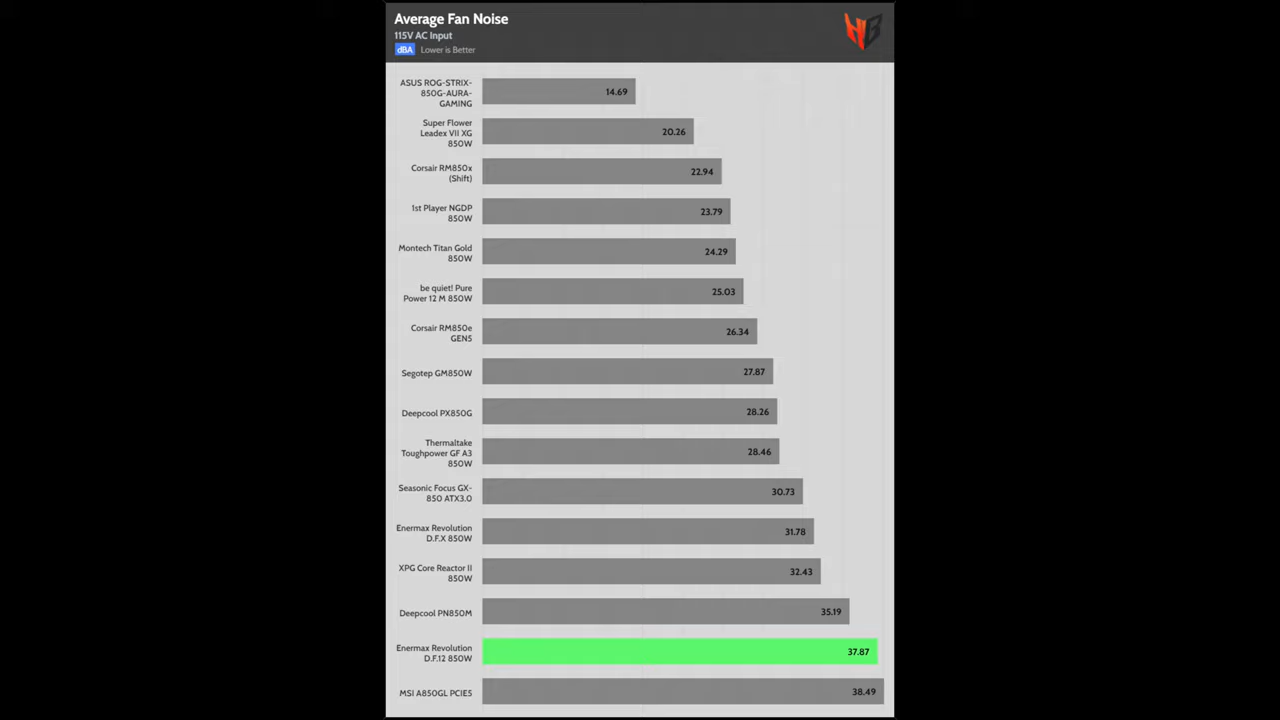 Average Fan Noise
115V AC Input
dBA Lower is Better
ASUS ROG-STRIX-
850G-AURA-
GAMING
14.69
Super Flower
Leadex VII XG
850W
20.26
Corsair RM850x
(Shift)
22.94
1st Player NGDP
850W
23.79
Montech Titan Gold
850W
24.29
be quiet! Pure
Power 12 M 850W
25.03
Corsair RM850e
GEN5
26.34
Segotep GM850W
27.87
Deepcool PX850G
28.26
Thermaltake
Toughpower GF A3
850W
28.46
Seasonic Focus GX-
850 ATX3.0
30.73
Enermax Revolution
D.F.X 850W
31.78
XPG Core Reactor II
850W
32.43
Deepcool PN850M
35.19
Enermax Revolution
D.F.12 850W
37.87
MSI A850GL PCIE5
38.49